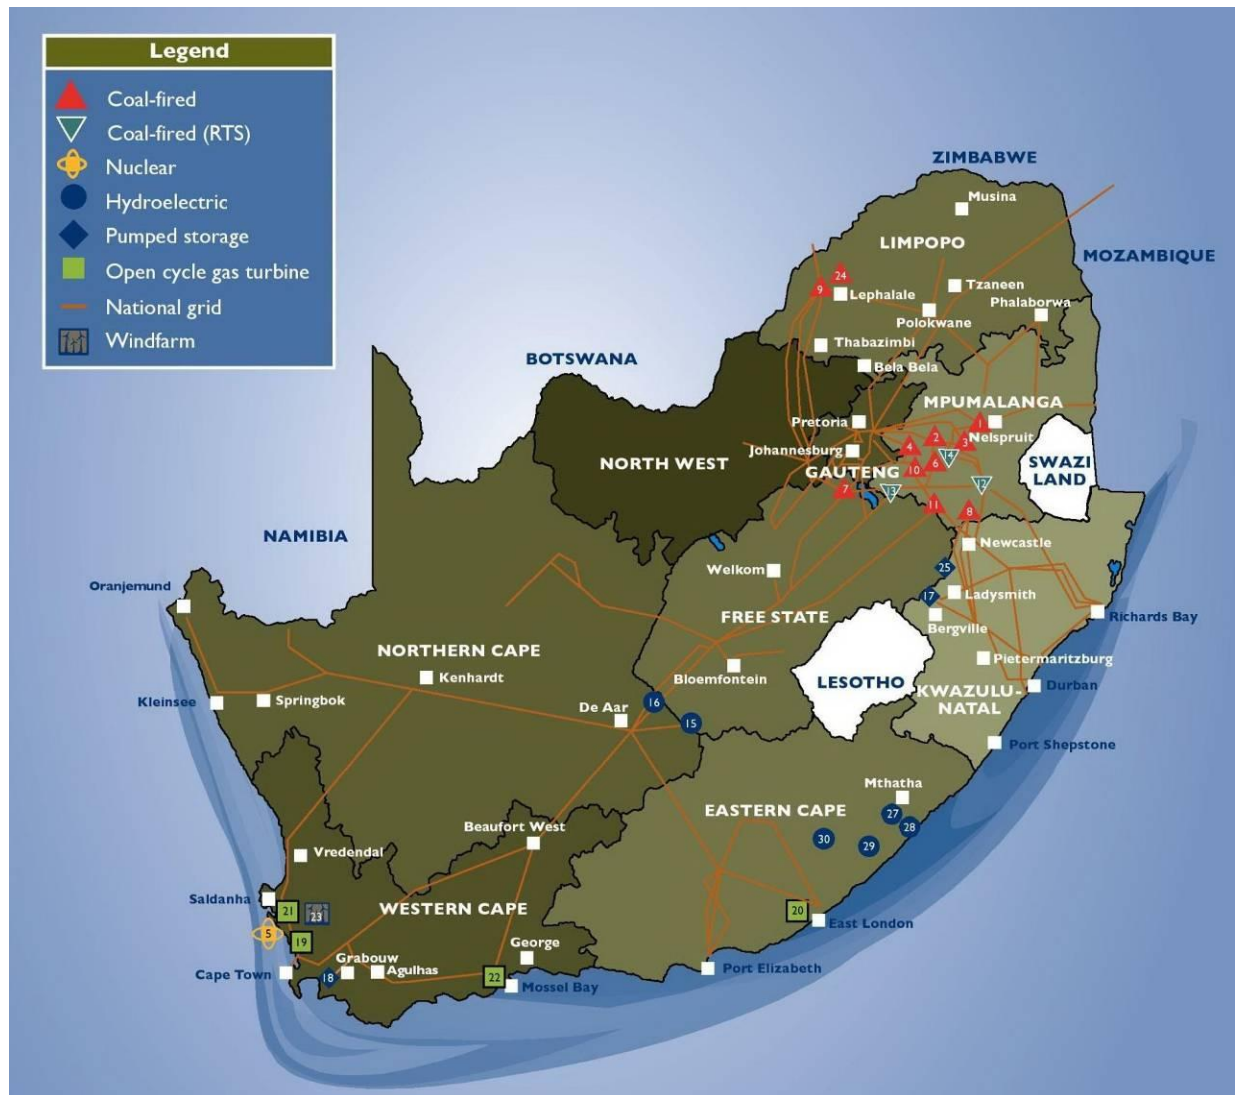 Legend
Coal-fired
Coal-fired (RTS)
Nuclear
Hydroelectric
Pumped storage
Open cycle gas turbine
National grid
Windfarm
ZIMBABWE
Musina
LIMPOPO
MOZAMBIQUE
24
9
Lephalale
Tzaneen
Phalaborwa
Polokwane
Thabazimbi
BOTSWANA
Bela Bela
MPUMALANGA
Pretoria
1
2
3
Nelspruit
4
Johannesburg
14
NORTH WEST
GAUTENG
10
6
SWAZI
LAND
7
13
12
11
8
NAMIBIA
Newcastle
Welkom
25
Oranjemund
17
Ladysmith
FREE STATE
Bergville
Richards Bay
NORTHERN CAPE
Pietermaritzburg
Kenhardt
Bloemfontein
LESOTHO
Durban
KWAZULU-
NATAL
Kleinsee
Springbok
De Aar
16
15
Port Shepstone
Mthatha
EASTERN CAPE
27
28
Beaufort West
30
29
Vredendal
Saldanha
21
23
WESTERN CAPE
20
East London
5
19
George
Cape Town
18
Grabouw
Agulhas
22
Mossel Bay
Port Elizabeth